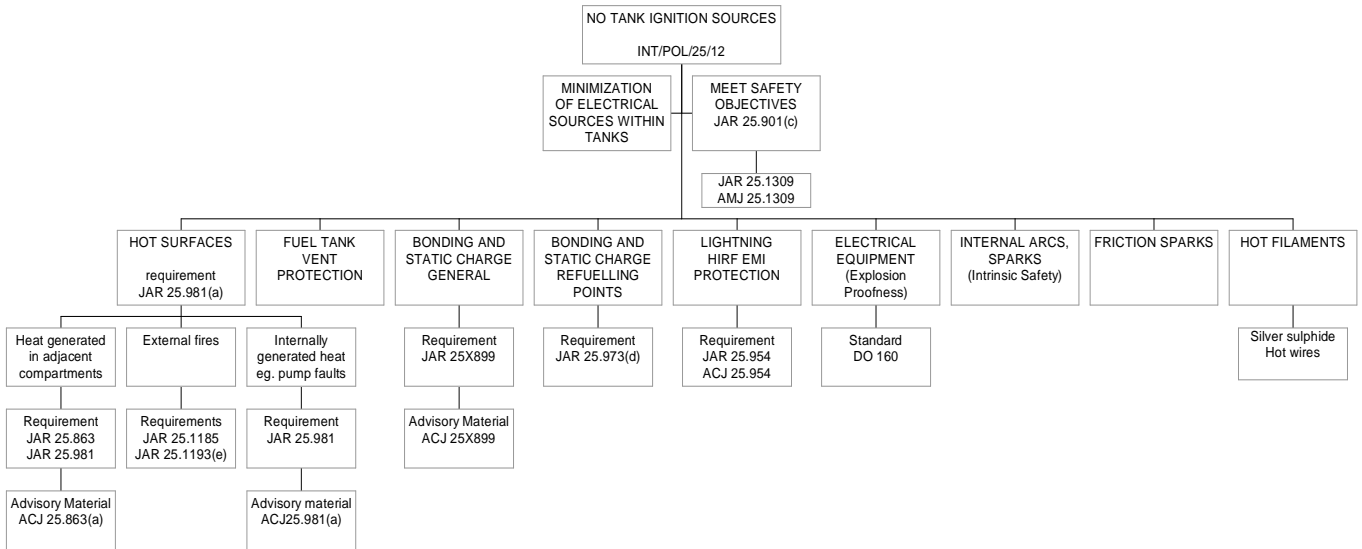 NO TANK IGNITION SOURCES
INT/POL/25/12
MINIMIZATION
OF ELECTRICAL
SOURCES WITHIN
TANKS
MEET SAFETY
OBJECTIVES
JAR 25.901(c)
JAR 25.1309
AMJ 25.1309
HOT SURFACES
requirement
JAR 25.981(a)
FUEL TANK
VENT
PROTECTION
BONDING AND
STATIC CHARGE
GENERAL
BONDING AND
STATIC CHARGE
REFUELLING
POINTS
LIGHTNING
HIRF EMI
PROTECTION
ELECTRICAL
EQUIPMENT
(Explosion
Proofness)
INTERNAL ARCS,
SPARKS
(Intrinsic Safety)
FRICTION SPARKS
HOT FILAMENTS
Heat generated
in adjacent
compartments
External fires
Internally
generated heat
eg. pump faults
Requirement
JAR 25X899
Requirement
JAR 25.973(d)
Requirement
JAR 25.954
ACJ 25.954
Standard
DO 160
Silver sulphide
Hot wires
Requirement
JAR 25.863
JAR 25.981
Requirements
JAR 25.1185
JAR 25.1193(e)
Requirement
JAR 25.981
Advisory Material
ACJ 25X899
Advisory Material
ACJ 25.863(a)
Advisory material
ACJ25.981(a)